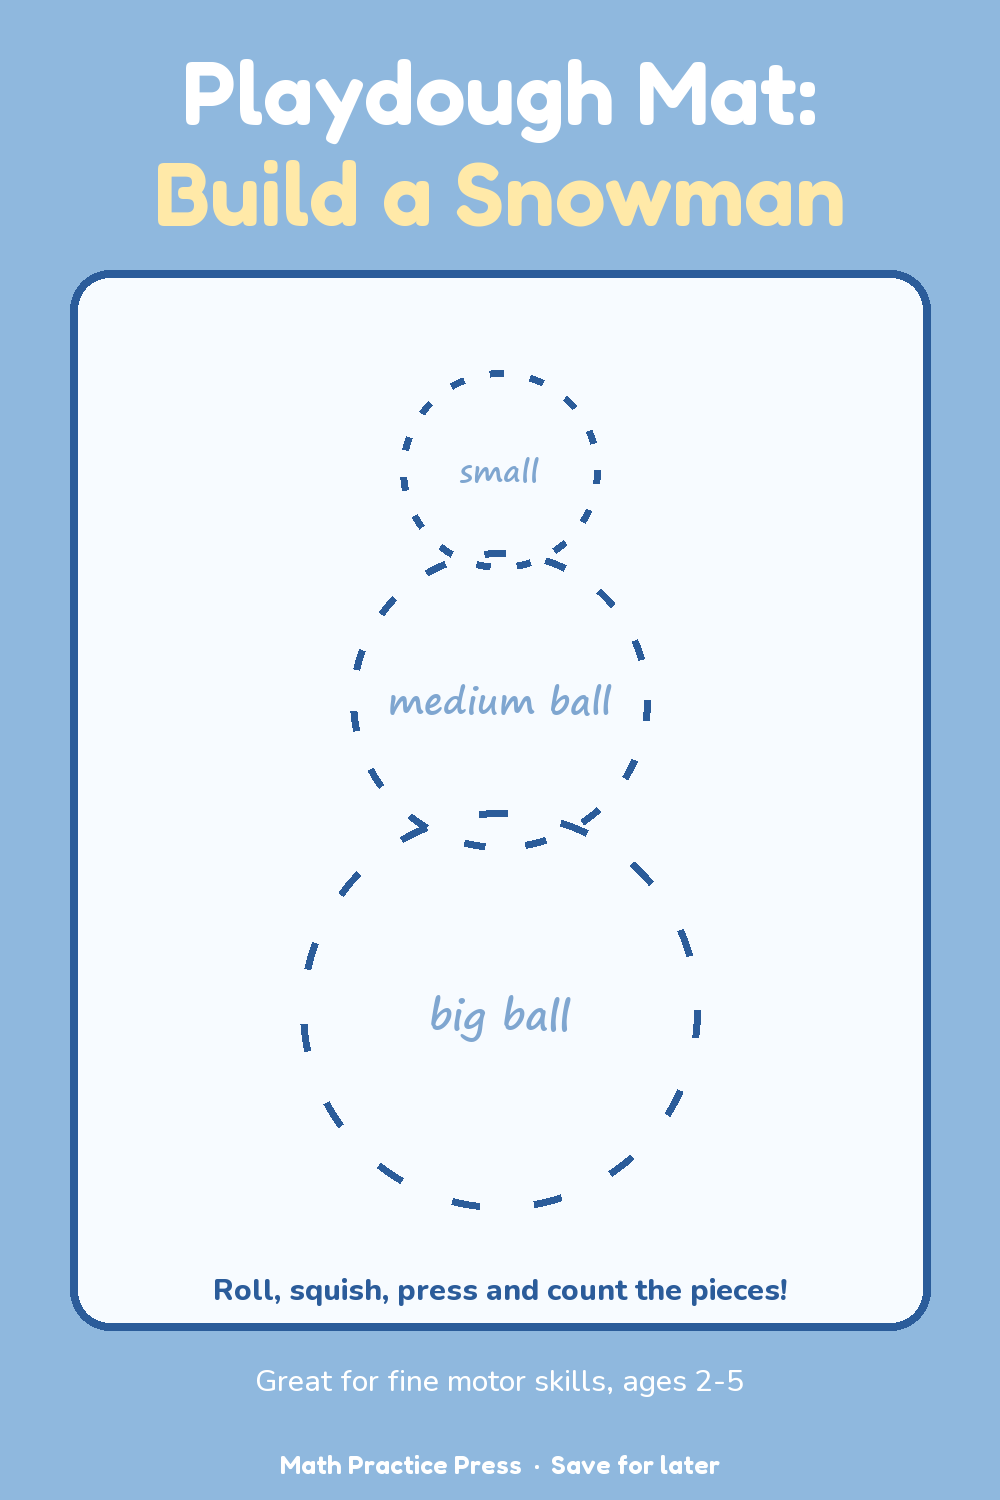 Playdough Mat:
Build a Snowman
small
medium ball
big ball
Roll, squish, press and count the pieces!
Great for fine motor skills, ages 2-5
Math Practice Press · Save for later